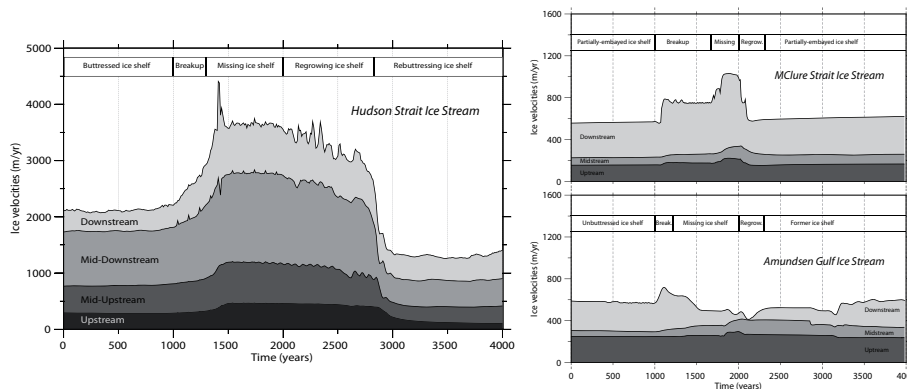 5000
4000
3000
2000
1000
0
Ice velocities (m/yr)
Buttressed ice shelf Breakup Missing ice shelf Regrowing ice shelf Rebuttressing ice shelf
Hudson Strait Ice Stream
Downstream
Mid-Downstream
Mid-Upstream
Upstream
0 500 1000 1500 2000 2500 3000 3500 4000
Time (years)
1600
1200
800
400
0
Ice velocities (m/yr)
Partially-embayed ice shelf Breakup Missing Regrow. Partially-embayed ice shelf
MClure Strait Ice Stream
Downstream
Midstream
Upstream
1600
1200
800
400
0
Ice velocities (m/yr)
Unbuttressed ice shelf Break. Missing ice shelf Regrow. Former ice shelf
Amundsen Gulf Ice Stream
Downstream
Midstream
Uptream
0 500 1000 1500 2000 2500 3000 3500 40
Time (years)